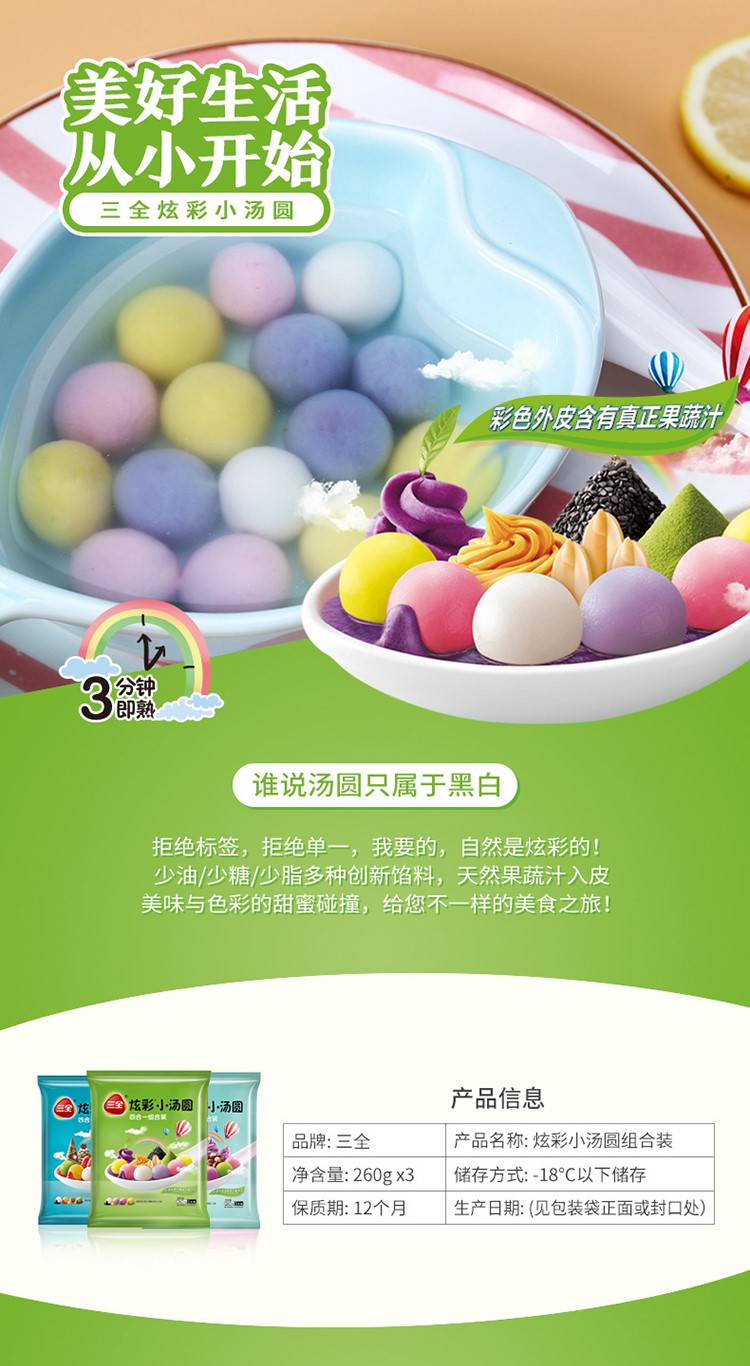 美好生活
从小开始
三全炫彩小汤圆
彩色外皮含有真正果蔬汁
3分钟
即熟
谁说汤圆只属于黑白
拒绝标签，拒绝单一，我要的，自然是炫彩的！
少油/少糖/少脂多种创新馅料，天然果蔬汁入皮
美味与色彩的甜蜜碰撞，给您不一样的美食之旅！
三全
炫
三全
炫彩小汤圆
四合一组合装
小汤圆
产品信息
品牌: 三全
产品名称: 炫彩小汤圆组合装
净含量: 260g x3
储存方式: -18℃以下储存
保质期: 12个月
生产日期: (见包装袋正面或封口处)